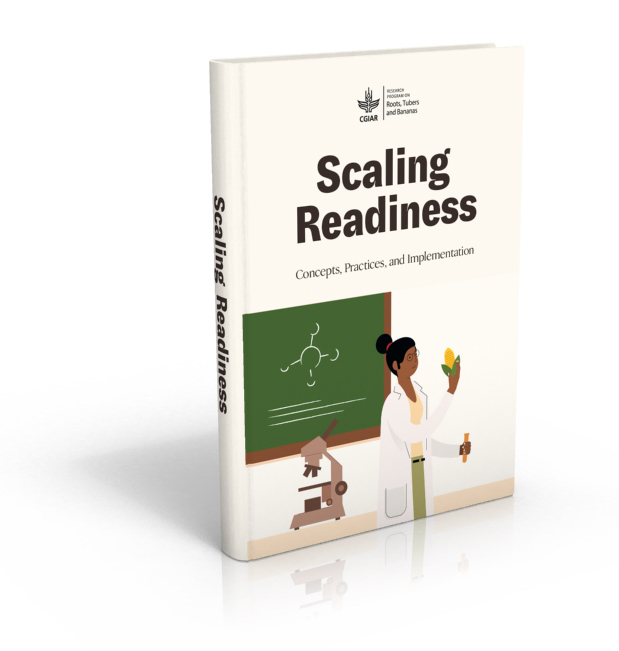 CGIAR
RESEARCH
PROGRAM ON
Roots, Tubers
and Bananas
Scaling
Readiness
Concepts, Practices, and Implementation
Scaling Readiness